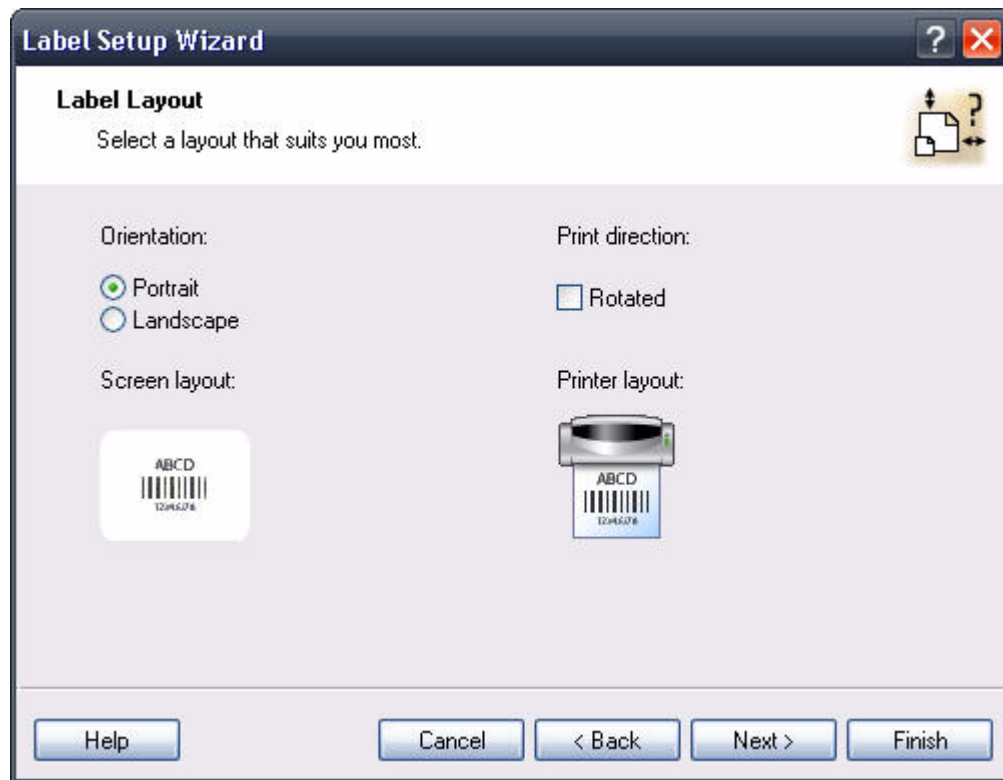 Label Setup Wizard
Label Layout
Select a layout that suits you most.
Orientation:
Portrait
Landscape
Print direction:
Rotated
Screen layout:
ABCD
Printer layout:
ABCD
Help
Cancel
< Back
Next >
Finish